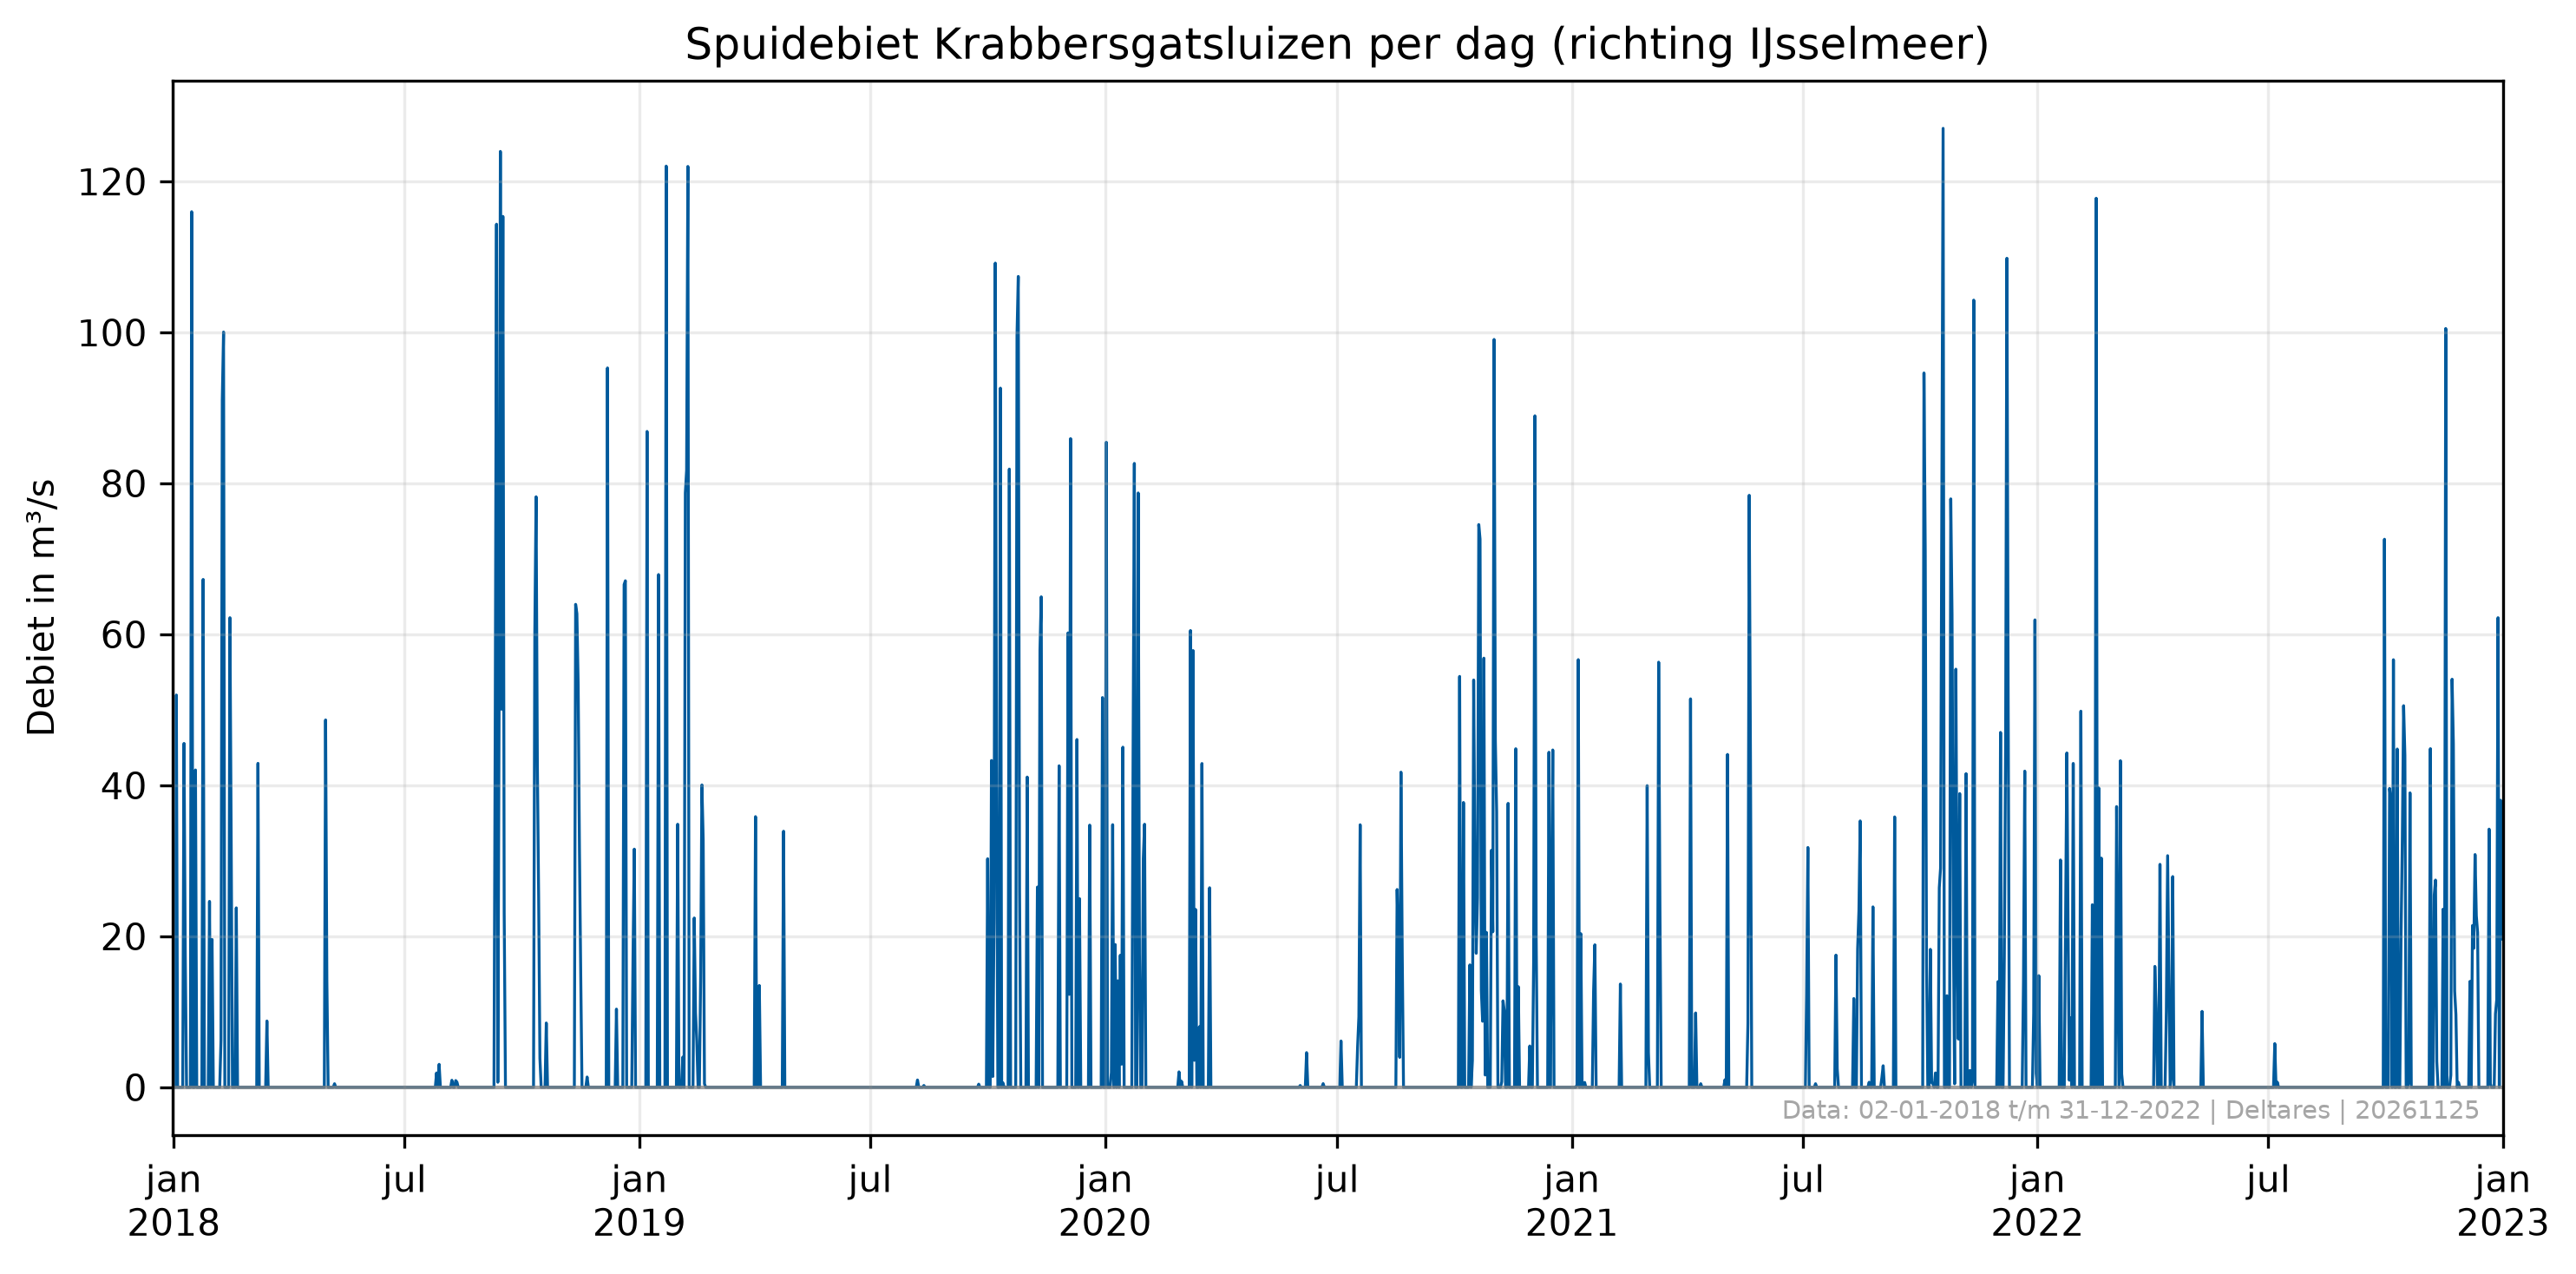 Spuidebiet Krabbersgatsluizen per dag (richting IJsselmeer)
Debiet in m³/s
120
100
80
60
40
20
0
Data: 02-01-2018 t/m 31-12-2022 | Deltares | 20261125
jan jul jan jul jan jul jan jul jan jul jan
2018 2019 2020 2021 2022 2023